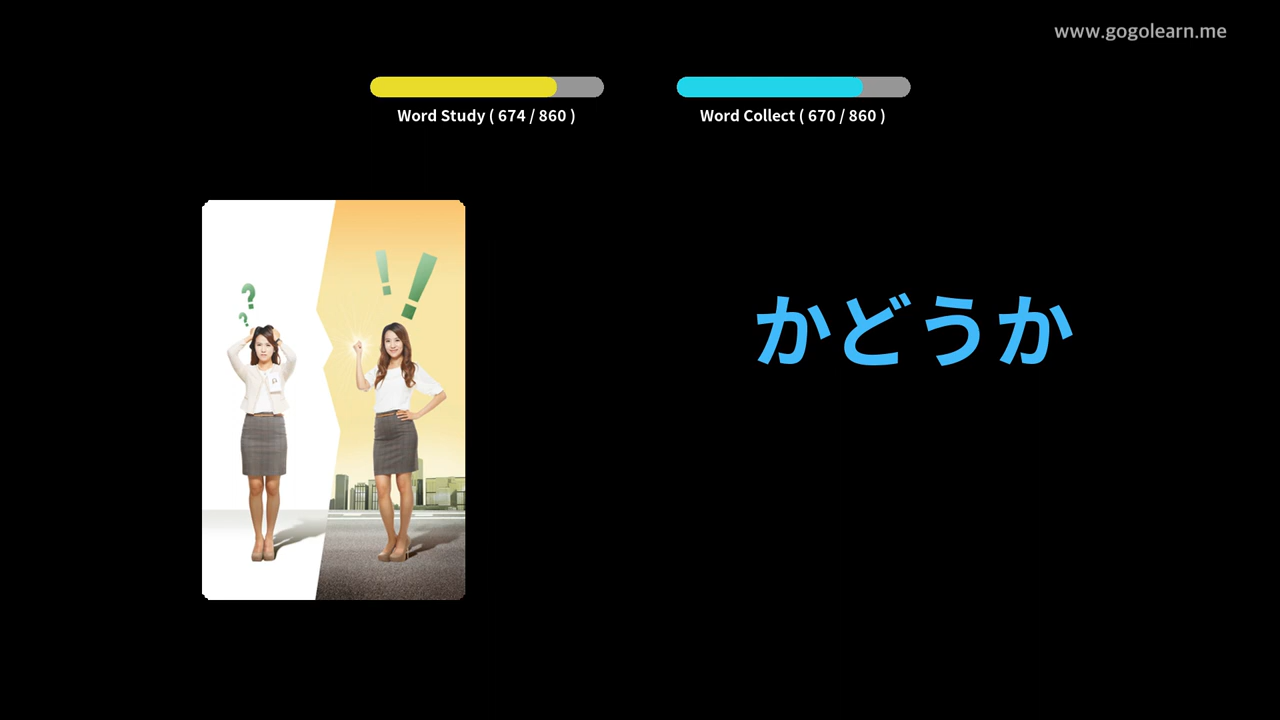 www.gogolearn.me
Word Study ( 674 / 860 )
Word Collect ( 670 / 860 )
? ?
! !
かどうか